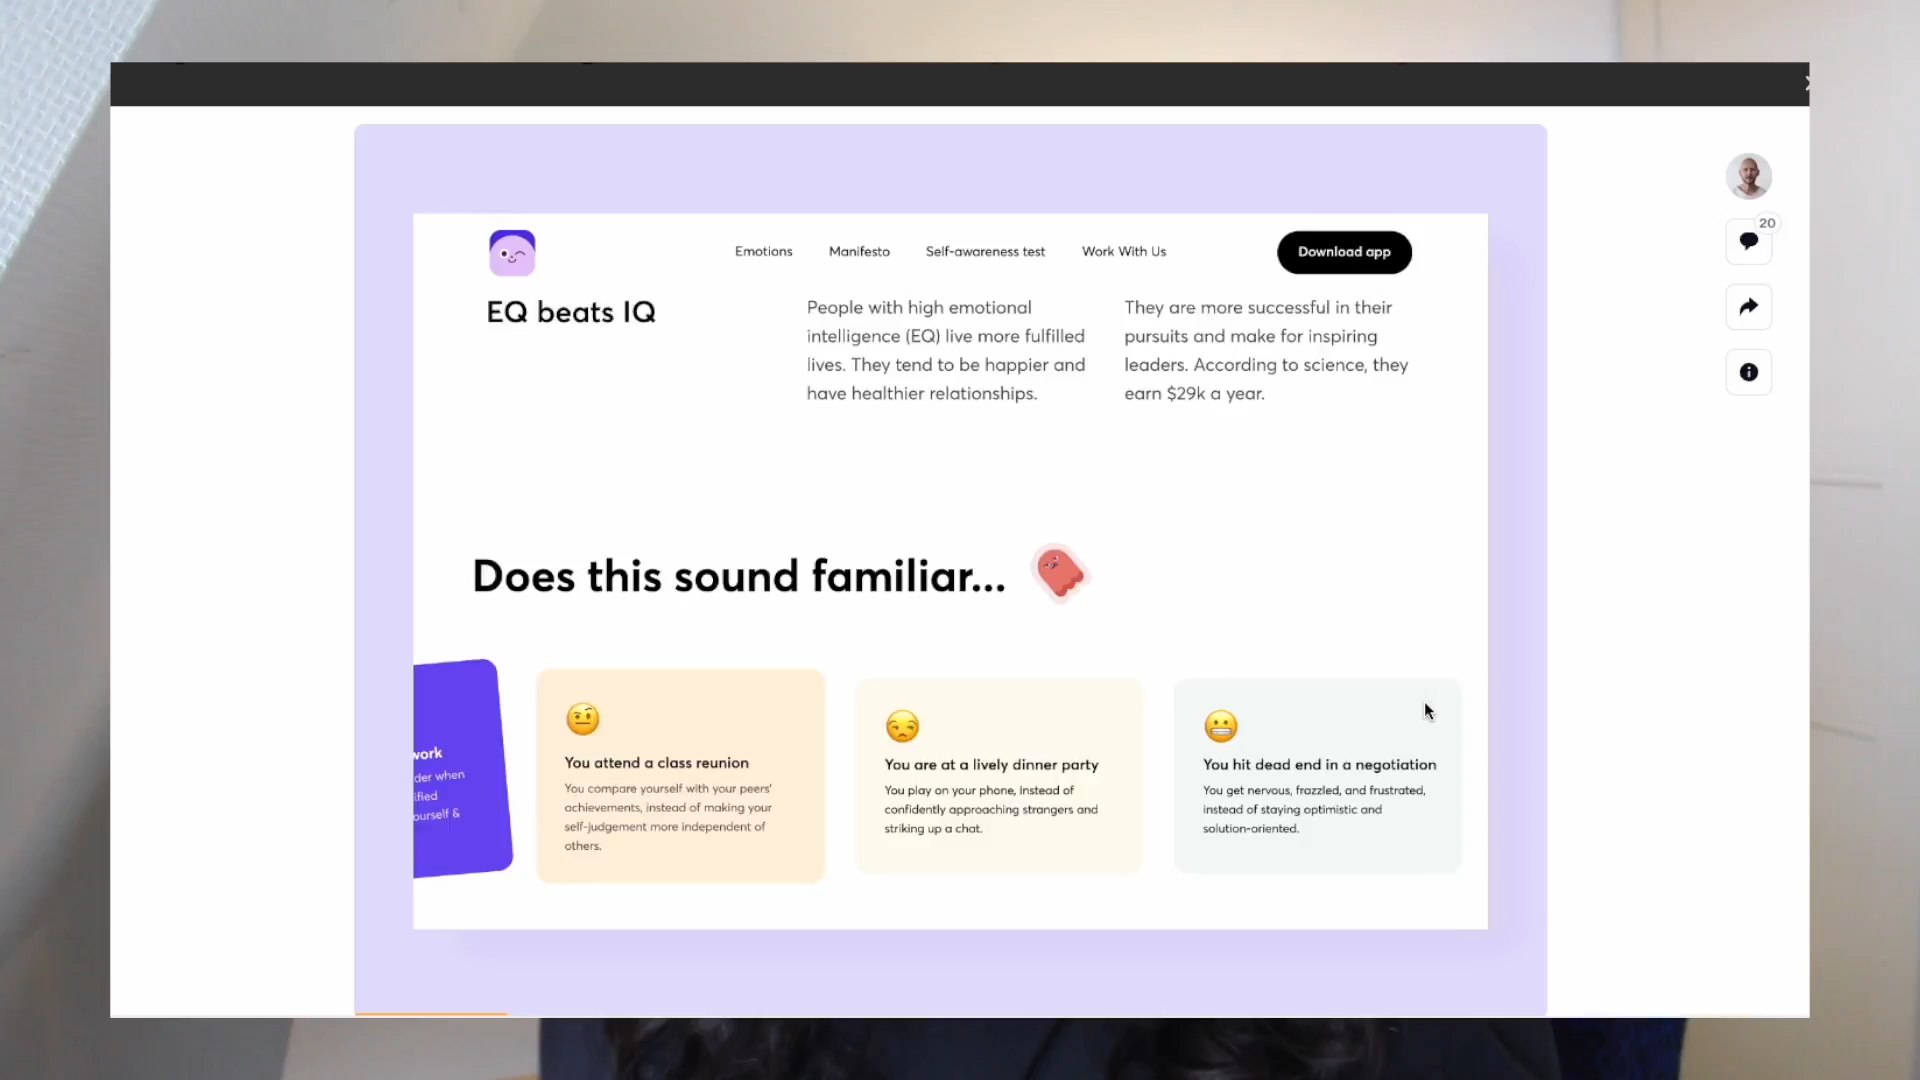 20
Emotions
Manifesto
Self-awareness test
Work With Us
Download app
EQ beats IQ
People with high emotional
intelligence (EQ) live more fulfilled
lives. They tend to be happier and
have healthier relationships.
They are more successful in their
pursuits and make for inspiring
leaders. According to science, they
earn $29k a year.
Does this sound familiar...
You attend a class reunion
You compare yourself with your peers'
achievements, instead of making your
self-judgement more independent of
others.
You are at a lively dinner party
You play on your phone, instead of
confidently approaching strangers and
striking up a chat.
You hit dead end in a negotiation
You get nervous, frazzled, and frustrated,
instead of staying optimistic and
solution-oriented.